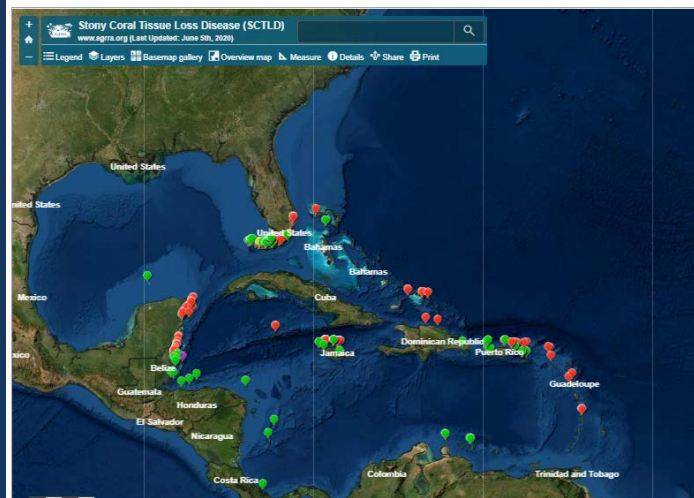 Stony Coral Tissue Loss Disease (SCTLD)
www.agrra.org (Last Updated: June 5th, 2020)
Legend Layers Basemap gallery Overview map Measure Details Share Print
United States
nited States
United States
Bahamas
Bahamas
Mexico
Cuba
xico
Jamaica
Dominican Republic
Puerto Rico
Belize
Guadeloupe
Guatemala
Honduras
El Salvador
Nicaragua
Costa Rica
Colombia
Trinidad and Tobago